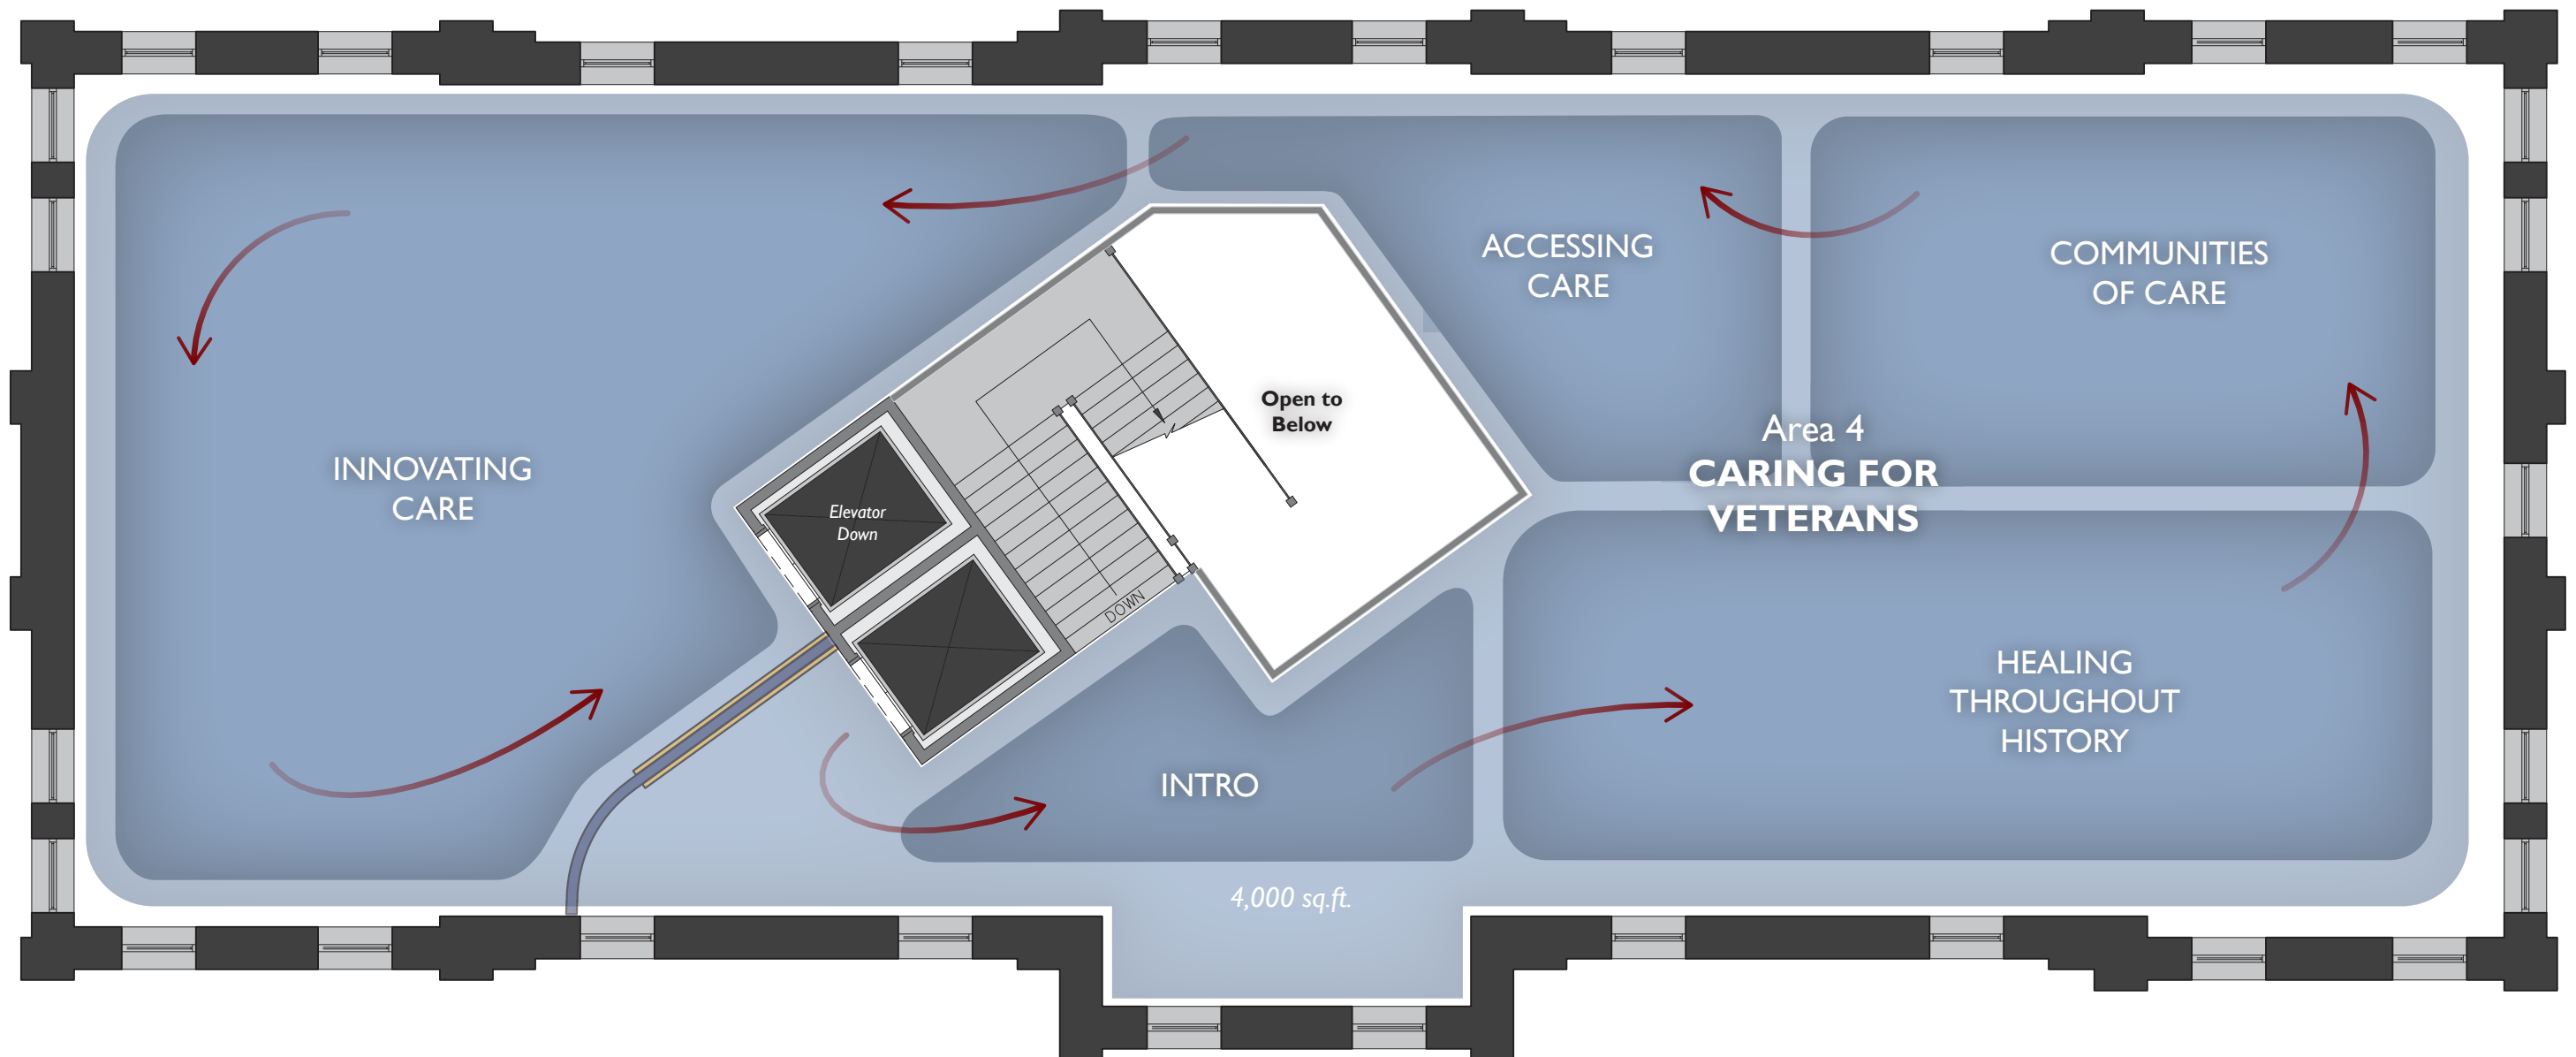 ACCESSING
CARE
COMMUNITIES
OF CARE
Open to
Below
Area 4
CARING FOR
VETERANS
INNOVATING
CARE
Elevator
Down
DOWN
HEALING
THROUGHOUT
HISTORY
INTRO
4,000 sq.ft.